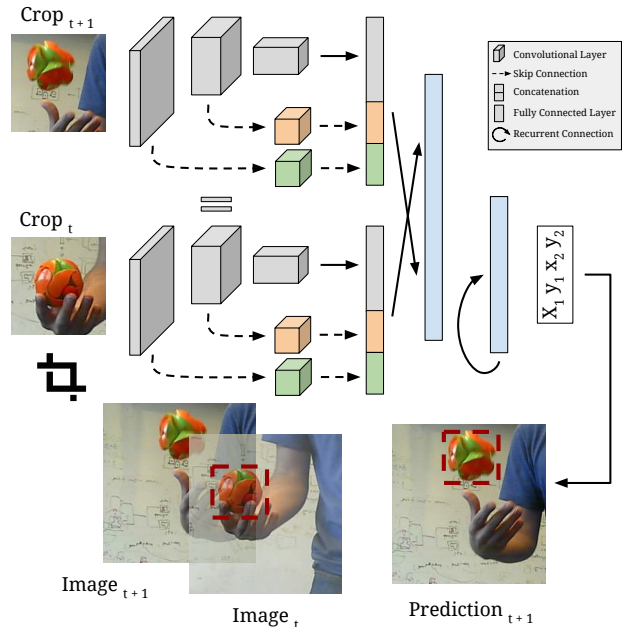 Crop t + 1
Convolutional Layer
Skip Connection
Concatenation
Fully Connected Layer
Recurrent Connection
=
Crop t
X1 y1 x2 y2
Image t + 1
Image t
Prediction t + 1